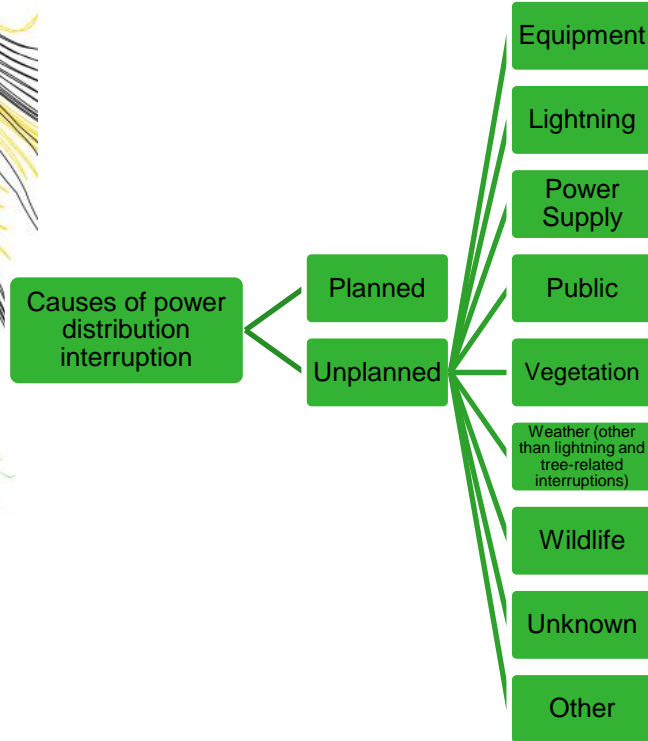 Causes of power
distribution
interruption
Planned
Unplanned
Equipment
Lightning
Power
Supply
Public
Vegetation
Weather (other
than lightning and
tree-related
interruptions)
Wildlife
Unknown
Other